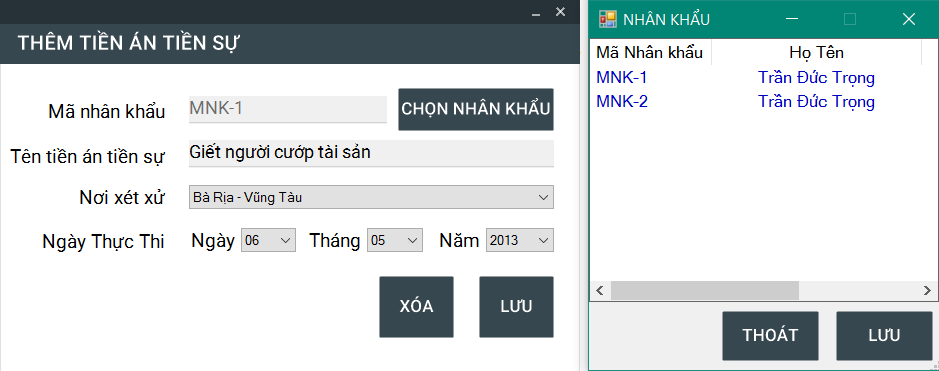 THÊM TIỀN ÁN TIỀN SỰ
Mã nhân khẩu MNK-1 CHỌN NHÂN KHẨU
Tên tiền án tiền sự Giết người cướp tài sản
Nơi xét xử Bà Rịa - Vũng Tàu
Ngày Thực Thi Ngày 06 Tháng 05 Năm 2013
XÓA LƯU
NHÂN KHẨU
Mã Nhân khẩu Họ Tên
MNK-1 Trần Đức Trọng
MNK-2 Trần Đức Trọng
THOÁT LƯU